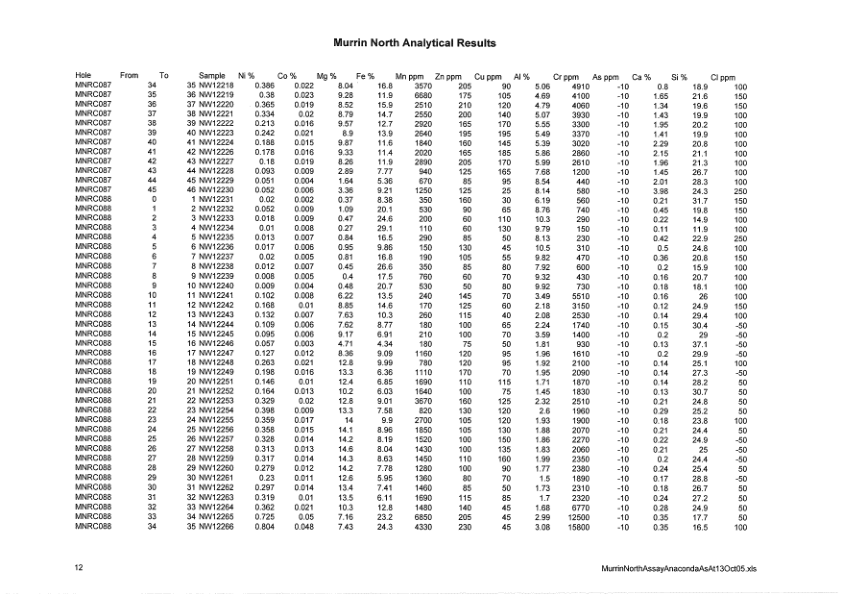 Murrin North Analytical Results
Hole From To Sample Ni % Co % Mg % Fe % Mn ppm Zn ppm Cu ppm Al % Cr ppm As ppm Ca % Si % Cl ppm
MNRC087 34 35 NW12218 0.386 0.022 8.04 16.8 3570 205 90 5.06 4910 -10 0.8 18.9 100
MNRC087 35 36 NW12219 0.38 0.023 9.28 11.9 6680 175 105 4.69 4100 -10 1.65 21.6 150
MNRC087 36 37 NW12220 0.365 0.019 8.52 15.9 2510 210 120 4.79 4060 -10 1.34 19.6 150
MNRC087 37 38 NW12221 0.334 0.02 8.79 14.7 2550 200 140 5.07 3930 -10 1.43 19.9 100
MNRC087 38 39 NW12222 0.213 0.016 9.57 12.7 2920 165 170 5.55 3300 -10 1.95 20.2 100
MNRC087 39 40 NW12223 0.242 0.021 8.9 13.9 2640 195 195 5.49 3370 -10 1.41 19.9 100
MNRC087 40 41 NW12224 0.188 0.015 9.87 11.6 1840 160 145 5.39 3020 -10 2.29 20.8 100
MNRC087 41 42 NW12226 0.178 0.016 9.33 11.4 2020 165 185 5.86 2860 -10 2.15 21.1 100
MNRC087 42 43 NW12227 0.18 0.019 8.26 11.9 2890 205 170 5.99 2610 -10 1.96 21.3 100
MNRC087 43 44 NW12228 0.093 0.009 2.89 7.77 940 125 165 7.68 1200 -10 1.45 26.7 100
MNRC087 44 45 NW12229 0.051 0.004 1.64 5.36 670 85 95 8.54 440 -10 2.01 28.3 100
MNRC087 45 46 NW12230 0.052 0.006 3.36 9.21 1250 125 25 8.14 580 -10 3.98 24.3 250
MNRC088 0 1 NW12231 0.02 0.002 0.37 8.38 350 160 30 6.19 560 -10 0.21 31.7 150
MNRC088 1 2 NW12232 0.052 0.009 1.09 20.1 530 90 65 8.76 740 -10 0.45 19.8 150
MNRC088 2 3 NW12233 0.018 0.009 0.47 24.6 200 60 110 10.3 290 -10 0.22 14.9 100
MNRC088 3 4 NW12234 0.01 0.008 0.27 29.1 110 60 130 9.79 150 -10 0.11 11.9 100
MNRC088 4 5 NW12235 0.013 0.007 0.84 16.5 290 85 50 8.13 230 -10 0.42 22.9 250
MNRC088 5 6 NW12236 0.017 0.006 0.95 9.86 150 130 45 10.5 310 -10 0.5 24.8 100
MNRC088 6 7 NW12237 0.02 0.005 0.81 16.8 190 105 55 9.82 470 -10 0.36 20.8 150
MNRC088 7 8 NW12238 0.012 0.007 0.45 26.6 350 85 80 7.92 600 -10 0.2 15.9 100
MNRC088 8 9 NW12239 0.008 0.005 0.4 17.5 760 60 70 9.32 430 -10 0.16 20.7 100
MNRC088 9 10 NW12240 0.009 0.004 0.48 20.7 530 50 80 9.92 730 -10 0.18 18.1 100
MNRC088 10 11 NW12241 0.102 0.008 6.22 13.5 240 145 70 3.49 5510 -10 0.16 26 100
MNRC088 11 12 NW12242 0.168 0.01 8.85 14.6 170 125 60 2.18 3150 -10 0.12 24.9 150
MNRC088 12 13 NW12243 0.132 0.007 7.63 10.3 260 115 40 2.08 2530 -10 0.14 29.4 100
MNRC088 13 14 NW12244 0.109 0.006 7.62 8.77 180 100 65 2.24 1740 -10 0.15 30.4 -50
MNRC088 14 15 NW12245 0.095 0.006 9.17 6.91 210 100 70 3.59 1400 -10 0.2 29 -50
MNRC088 15 16 NW12246 0.057 0.003 4.71 4.34 180 75 50 1.81 930 -10 0.13 37.1 -50
MNRC088 16 17 NW12247 0.127 0.012 8.36 9.09 1160 120 95 1.96 1610 -10 0.2 29.9 -50
MNRC088 17 18 NW12248 0.263 0.021 12.8 9.99 780 120 95 1.92 2100 -10 0.14 25.1 100
MNRC088 18 19 NW12249 0.198 0.016 13.3 6.36 1110 170 70 1.95 2090 -10 0.14 27.3 -50
MNRC088 19 20 NW12251 0.146 0.01 12.4 6.85 1690 110 115 1.71 1870 -10 0.14 28.2 50
MNRC088 20 21 NW12252 0.164 0.013 10.2 6.03 1640 100 75 1.45 1830 -10 0.13 30.7 50
MNRC088 21 22 NW12253 0.329 0.02 12.8 9.01 3670 160 125 2.32 2510 -10 0.21 24.8 50
MNRC088 22 23 NW12254 0.398 0.009 13.3 7.58 820 130 120 2.6 1960 -10 0.29 25.2 50
MNRC088 23 24 NW12255 0.359 0.017 14 9.9 2700 105 120 1.93 1900 -10 0.18 23.8 100
MNRC088 24 25 NW12256 0.358 0.015 14.1 8.96 1850 105 130 1.88 2070 -10 0.21 24.4 50
MNRC088 25 26 NW12257 0.328 0.014 14.2 8.19 1520 100 150 1.86 2270 -10 0.22 24.9 -50
MNRC088 26 27 NW12258 0.313 0.013 14.6 8.04 1430 100 135 1.83 2060 -10 0.21 25 -50
MNRC088 27 28 NW12259 0.317 0.014 14.3 8.63 1450 110 160 1.99 2350 -10 0.2 24.4 -50
MNRC088 28 29 NW12260 0.279 0.012 14.2 7.78 1280 100 90 1.77 2380 -10 0.24 25.4 50
MNRC088 29 30 NW12261 0.23 0.011 12.6 5.95 1360 80 70 1.5 1890 -10 0.17 28.8 -50
MNRC088 30 31 NW12262 0.297 0.014 13.4 7.41 1460 85 50 1.73 2310 -10 0.18 26.7 50
MNRC088 31 32 NW12263 0.319 0.01 13.5 6.11 1690 115 85 1.7 2320 -10 0.24 27.2 50
MNRC088 32 33 NW12264 0.362 0.021 10.3 12.8 1480 140 45 1.68 6770 -10 0.28 24.9 50
MNRC088 33 34 NW12265 0.725 0.05 7.16 23.2 6850 205 45 2.99 12500 -10 0.35 17.7 50
MNRC088 34 35 NW12266 0.804 0.048 7.43 24.3 4330 230 45 3.08 15800 -10 0.35 16.5 100
12 MurrinNorthAssayAnacondaAsAt13Oct05.xls